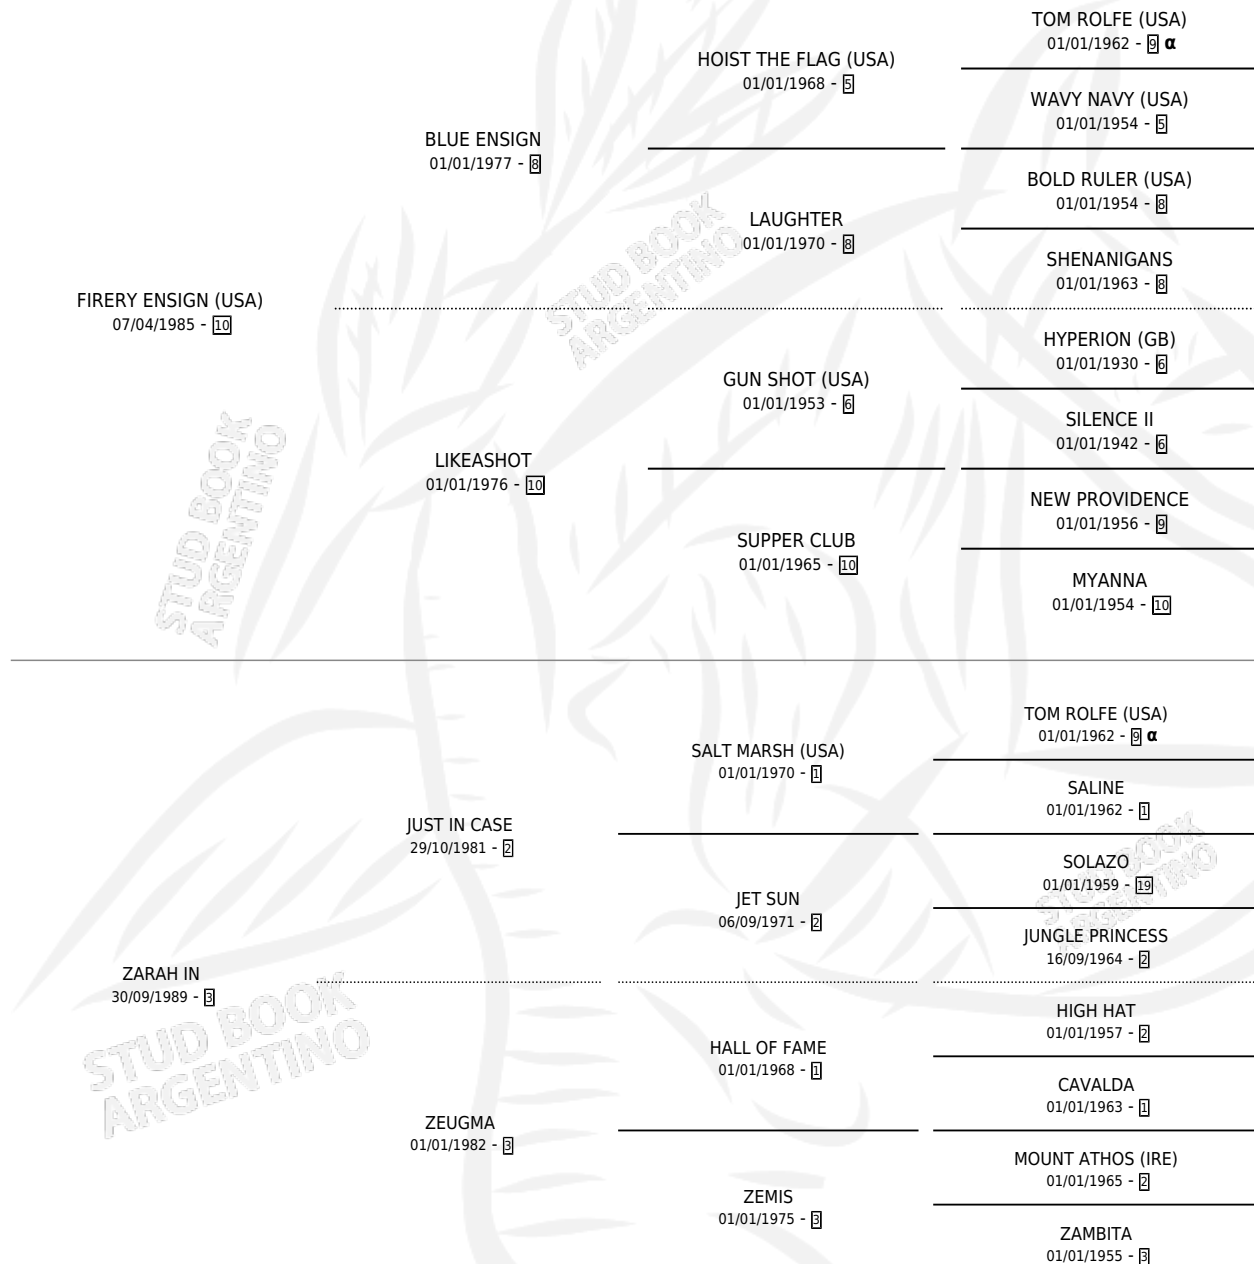 TOM ROLFE (USA)
01/01/1962 - 9 α
HOIST THE FLAG (USA)
01/01/1968 - 5
WAVY NAVY (USA)
01/01/1954 - 5
BLUE ENSIGN
01/01/1977 - 8
BOLD RULER (USA)
01/01/1954 - 8
LAUGHTER
01/01/1970 - 8
SHENANIGANS
01/01/1963 - 8
FIRERY ENSIGN (USA)
07/04/1985 - 10
HYPERION (GB)
01/01/1930 - 6
GUN SHOT (USA)
01/01/1953 - 6
SILENCE II
01/01/1942 - 6
LIKEASHOT
01/01/1976 - 10
NEW PROVIDENCE
01/01/1956 - 9
SUPPER CLUB
01/01/1965 - 10
MYANNA
01/01/1954 - 10
TOM ROLFE (USA)
01/01/1962 - 9 α
SALT MARSH (USA)
01/01/1970 - 1
SALINE
01/01/1962 - 1
JUST IN CASE
29/10/1981 - 2
SOLAZO
01/01/1959 - 19
JET SUN
06/09/1971 - 2
JUNGLE PRINCESS
16/09/1964 - 2
ZARAH IN
30/09/1989 - 3
HIGH HAT
01/01/1957 - 2
HALL OF FAME
01/01/1968 - 1
CAVALDA
01/01/1963 - 1
ZEUGMA
01/01/1982 - 3
MOUNT ATHOS (IRE)
01/01/1965 - 2
ZEMIS
01/01/1975 - 3
ZAMBITA
01/01/1955 - 3
STUD BOOK
ARGENTINO
STUD BOOK
ARGENTINO
STUD BOOK
ARGENTINO
STUD BOOK
ARGENTINO